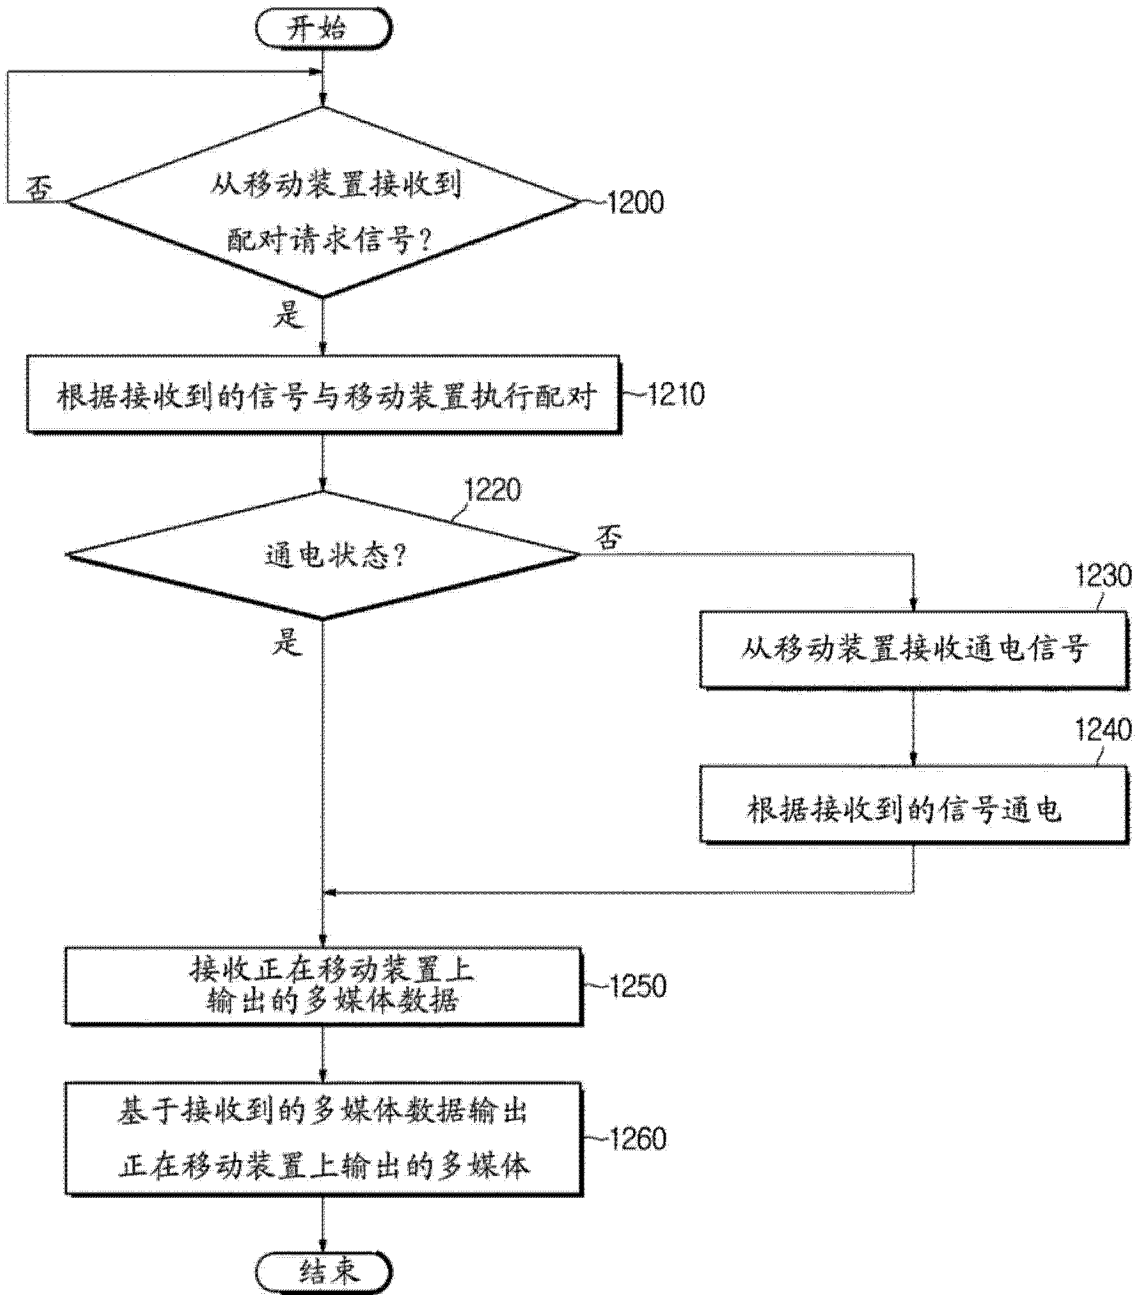 开始
否
从移动装置接收到
配对请求信号?
1200
是
根据接收到的信号与移动装置执行配对
1210
1220
通电状态?
否
是
1230
从移动装置接收通电信号
1240
根据接收到的信号通电
接收正在移动装置上
输出的多媒体数据
1250
基于接收到的多媒体数据输出
正在移动装置上输出的多媒体
1260
结束